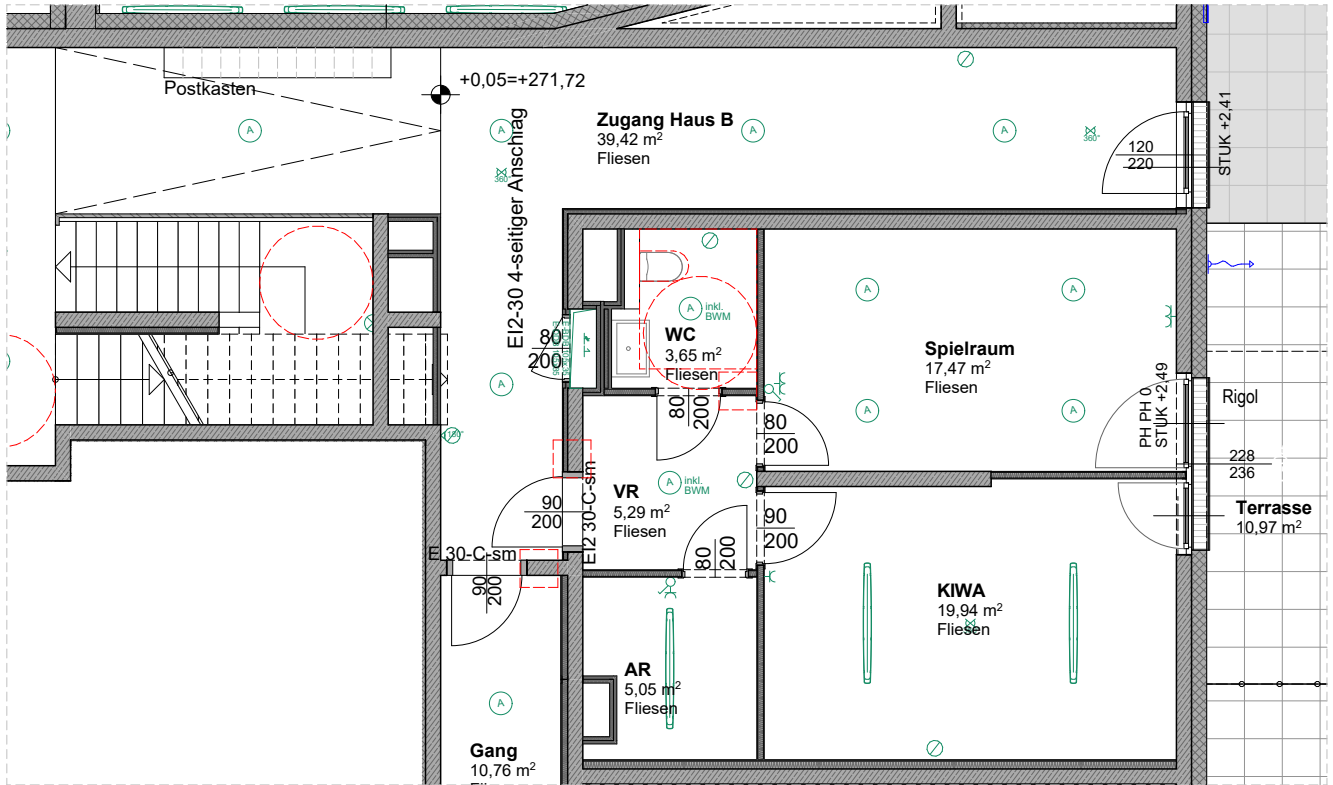 Postkasten
+0,05=+271,72
EI2-30 4-seitiger Anschlag
A
A
A
A
360°
360°
Zugang Haus B
39,42 m²
Fliesen
120
220
STUK +2,41
80
200
A
inkl.
BWM
WC
3,65 m²
Fliesen
80
200
A
A
A
A
Spielraum
17,47 m²
Fliesen
80
200
PH PH 0
STUK +2,49
Rigol
228
236
Terrasse
10,97 m²
A
180°
90
200
EI2 30-C-sm
E 30-C-sm
90
200
A
inkl.
BWM
VR
5,29 m²
Fliesen
90
200
80
200
KIWA
19,94 m²
Fliesen
AR
5,05 m²
Fliesen
A
Gang
10,76 m²